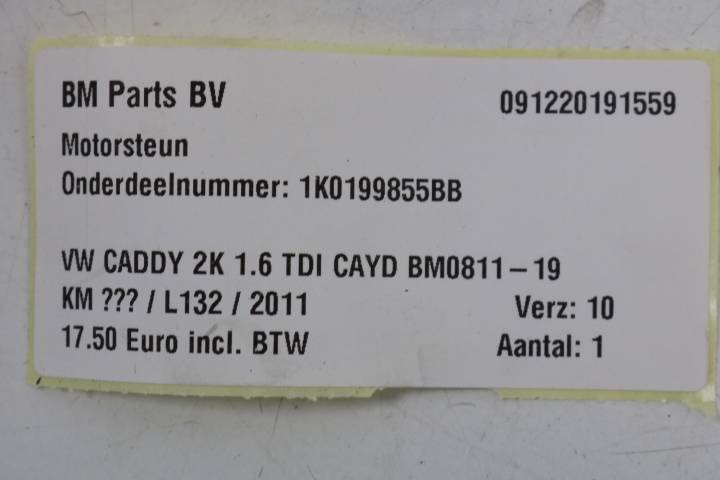 BM Parts BV 091220191559
Motorsteun
Onderdeelnummer: 1K0199855BB
VW CADDY 2K 1.6 TDI CAYD BM0811-19
KM ??? / L132 / 2011 Verz: 10
17.50 Euro incl. BTW Aantal: 1